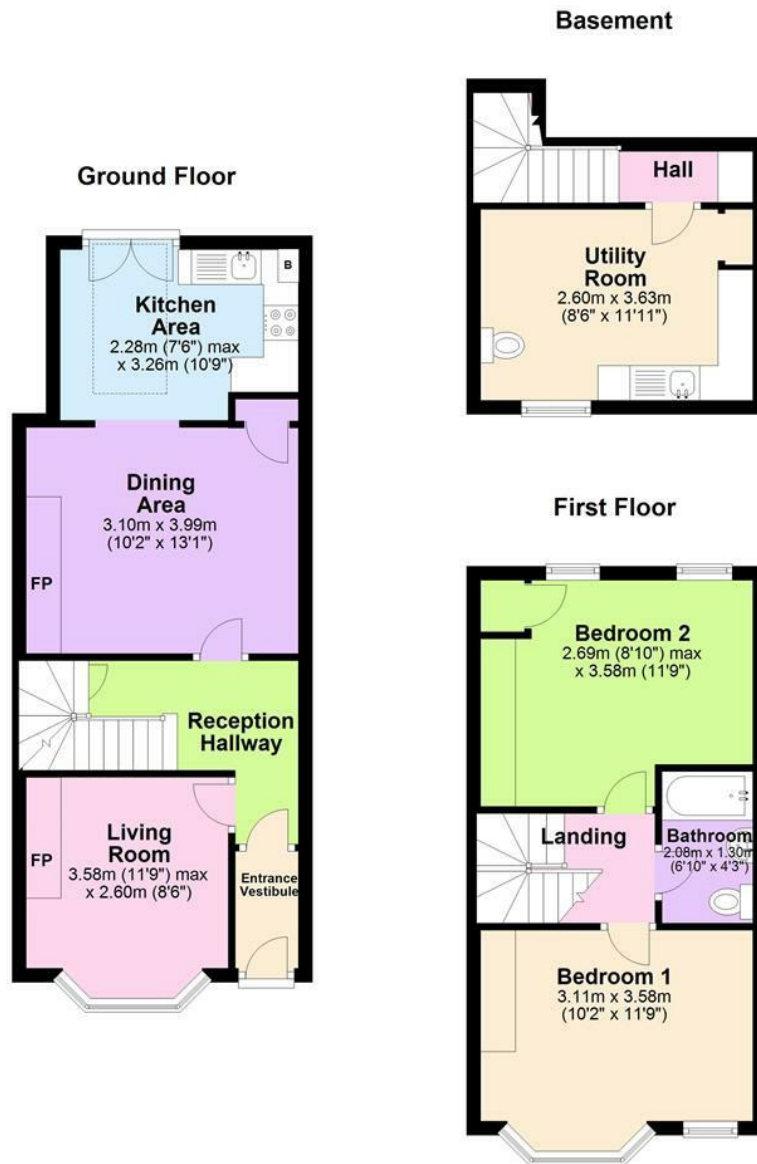 Basement
Hall
Utility
Room
2.60m x 3.63m
(8'6" x 11'11")
Ground Floor
B
Kitchen
Area
2.28m (7'6") max
x 3.26m (10'9")
Dining
Area
3.10m x 3.99m
(10'2" x 13'1")
FP
Reception
Hallway
Living
Room
3.58m (11'9") max
x 2.60m (8'6")
FP
Entrance
Vestibule
First Floor
Bedroom 2
2.69m (8'10") max
x 3.58m (11'9")
Landing
Bathroom
2.08m x 1.30m
(6'10" x 4'3")
Bedroom 1
3.11m x 3.58m
(10'2" x 11'9")